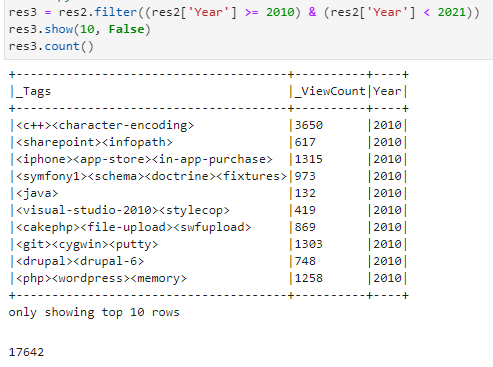 res3 = res2.filter((res2['Year'] >= 2010) & (res2['Year'] < 2021))
res3.show(10, False)
res3.count()
+------------------------------------+----------+----+
|_Tags                               |_ViewCount|Year|
+------------------------------------+----------+----+
|<c++><character-encoding>           |3650      |2010|
|<sharepoint><infopath>              |617       |2010|
|<iphone><app-store><in-app-purchase>  |1315      |2010|
|<symfony1><schema><doctrine><fixtures>|973       |2010|
|<java>                              |132       |2010|
|<visual-studio-2010><stylecop>      |419       |2010|
|<cakephp><file-upload><swfupload>   |869       |2010|
|<git><cygwin><putty>                |1303      |2010|
|<drupal><drupal-6>                  |748       |2010|
|<php><wordpress><memory>            |1258      |2010|
+------------------------------------+----------+----+
only showing top 10 rows
17642